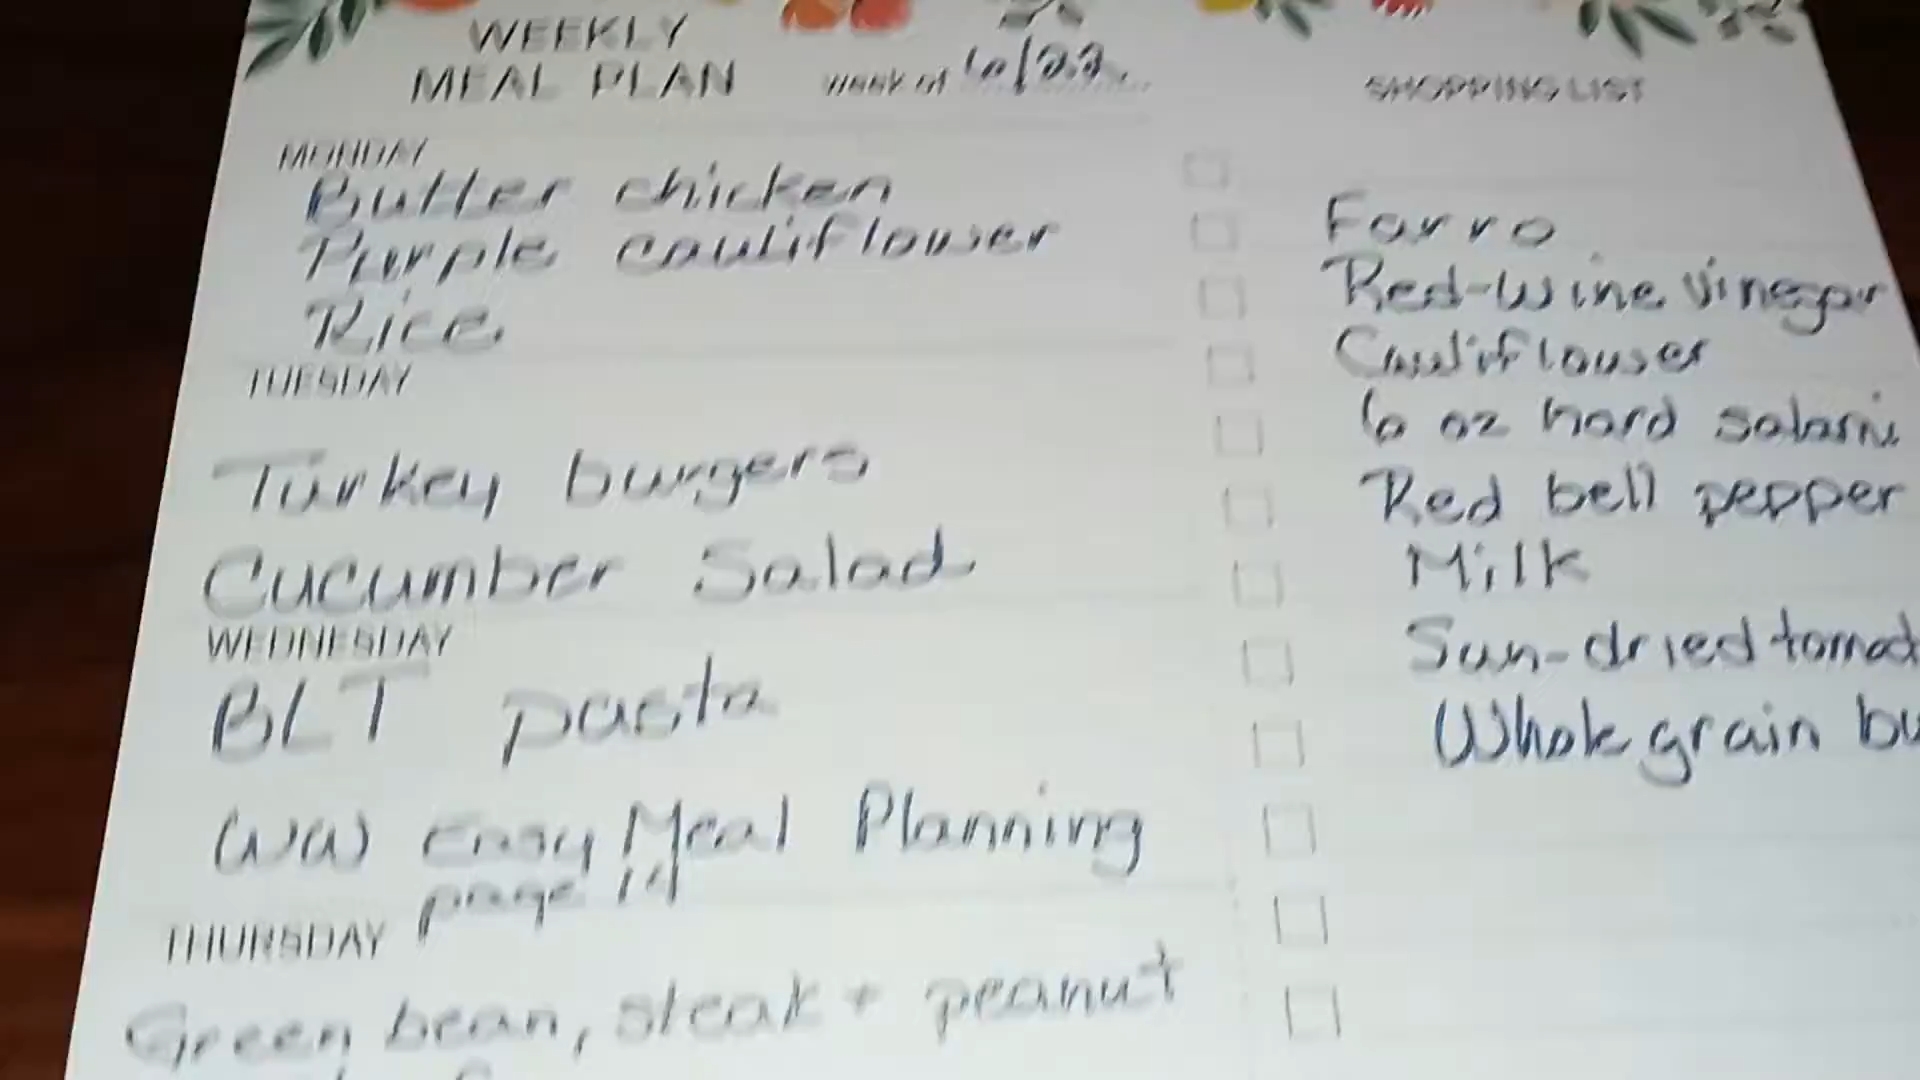 WEEKLY
MEAL PLAN
Week of 6/22.
MONDAY
Butter chicken
Purple cauliflower
Rice
TUESDAY
Turkey burgers
Cucumber Salad
WEDNESDAY
BLT pasta
(WW) Easy Meal Planning
page 14
THURSDAY
Green bean, steak + peanut
SHOPPING LIST
Farro
Red-wine vinegar
Cauliflower
6 oz hard salami
Red bell pepper
Milk
Sun-dried tomat
Whole grain bu